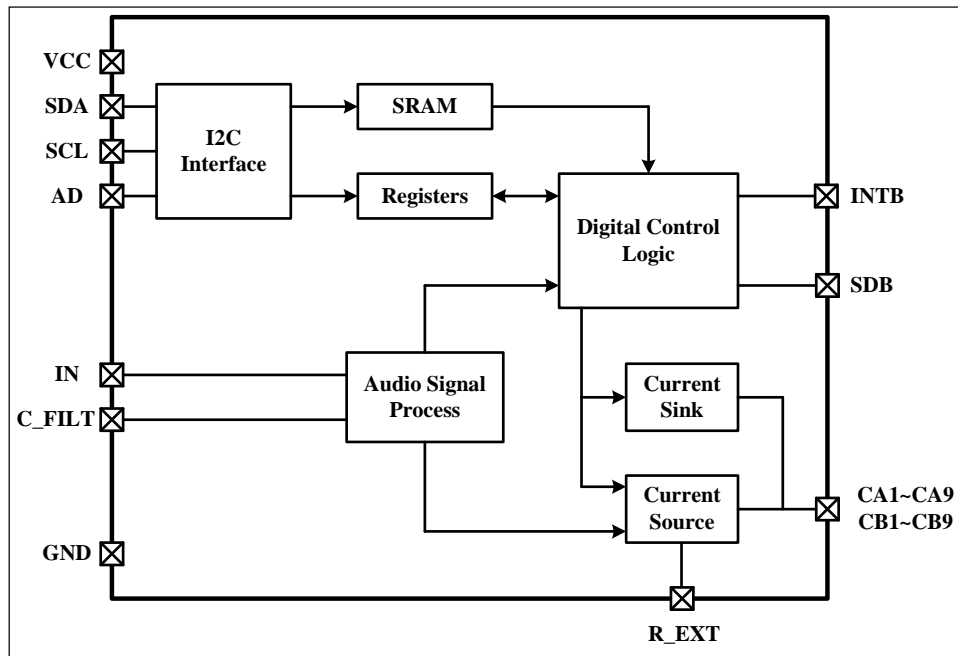 VCC
SDA
SCL
AD
I2C
Interface
SRAM
Registers
Digital Control
Logic
INTB
SDB
IN
C_FILT
Audio Signal
Process
Current
Sink
Current
Source
CA1~CA9
CB1~CB9
GND
R_EXT